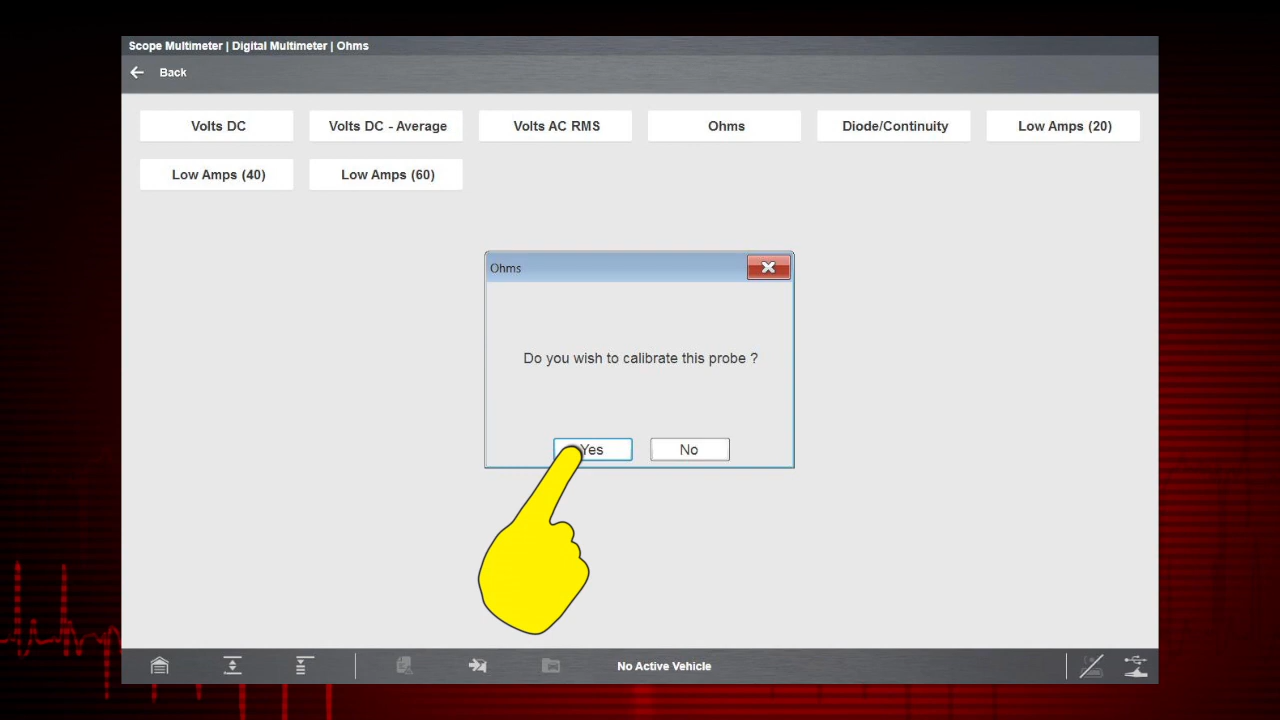 Scope Multimeter | Digital Multimeter | Ohms
Back
Volts DC
Volts DC - Average
Volts AC RMS
Ohms
Diode/Continuity
Low Amps (20)
Low Amps (40)
Low Amps (60)
Ohms
Do you wish to calibrate this probe ?
Yes
No
No Active Vehicle